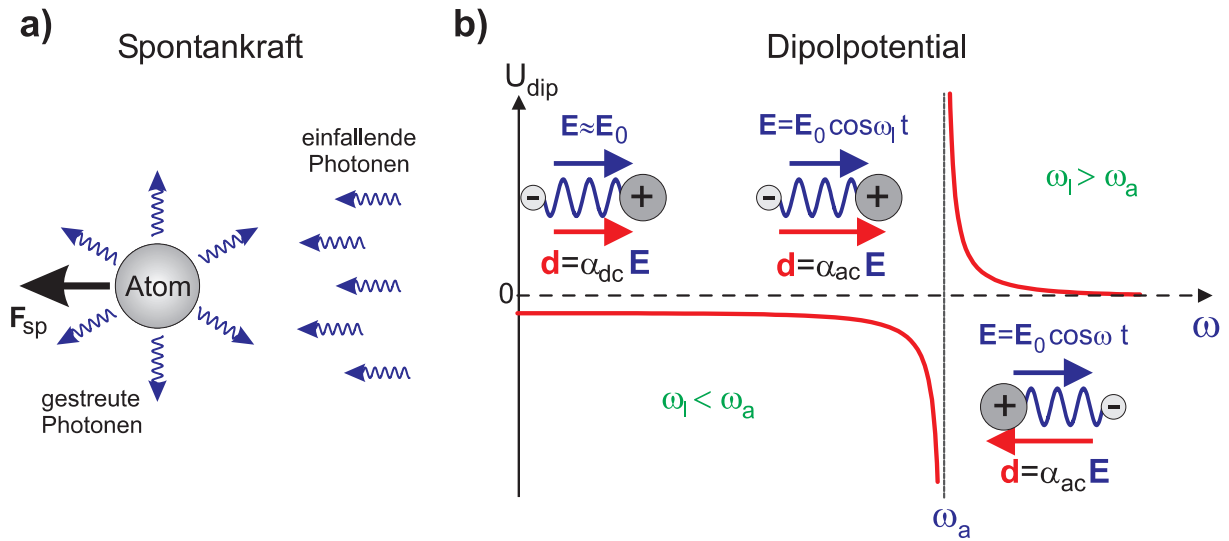 a)
Spontankraft
einfallende
Photonen
Atom
F_sp
gestreute
Photonen
b)
Dipolpotential
U_dip
E≈E_0
- +
d=α_dc E
E=E_0 cosω_l t
- +
d=α_ac E
ω_l > ω_a
0
ω
ω_l < ω_a
E=E_0 cosω t
+ -
d=α_ac E
ω_a